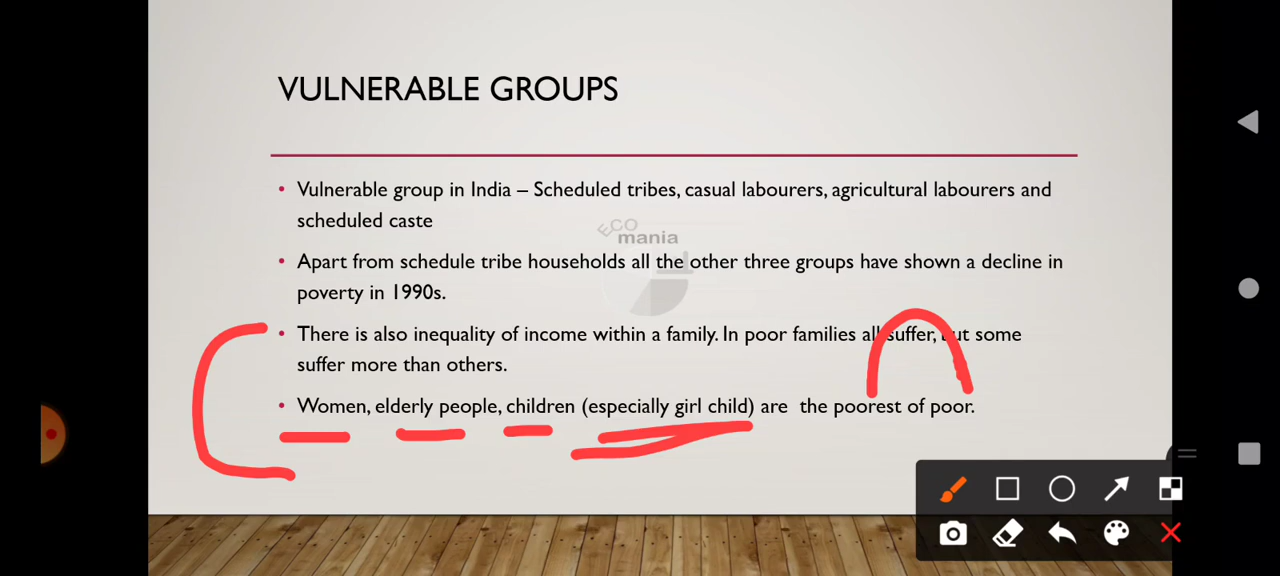 VULNERABLE GROUPS
• Vulnerable group in India – Scheduled tribes, casual labourers, agricultural labourers and
scheduled caste
ECO
mania
• Apart from schedule tribe households all the other three groups have shown a decline in
poverty in 1990s.
• There is also inequality of income within a family. In poor families all suffer, but some
suffer more than others.
• Women, elderly people, children (especially girl child) are the poorest of poor.